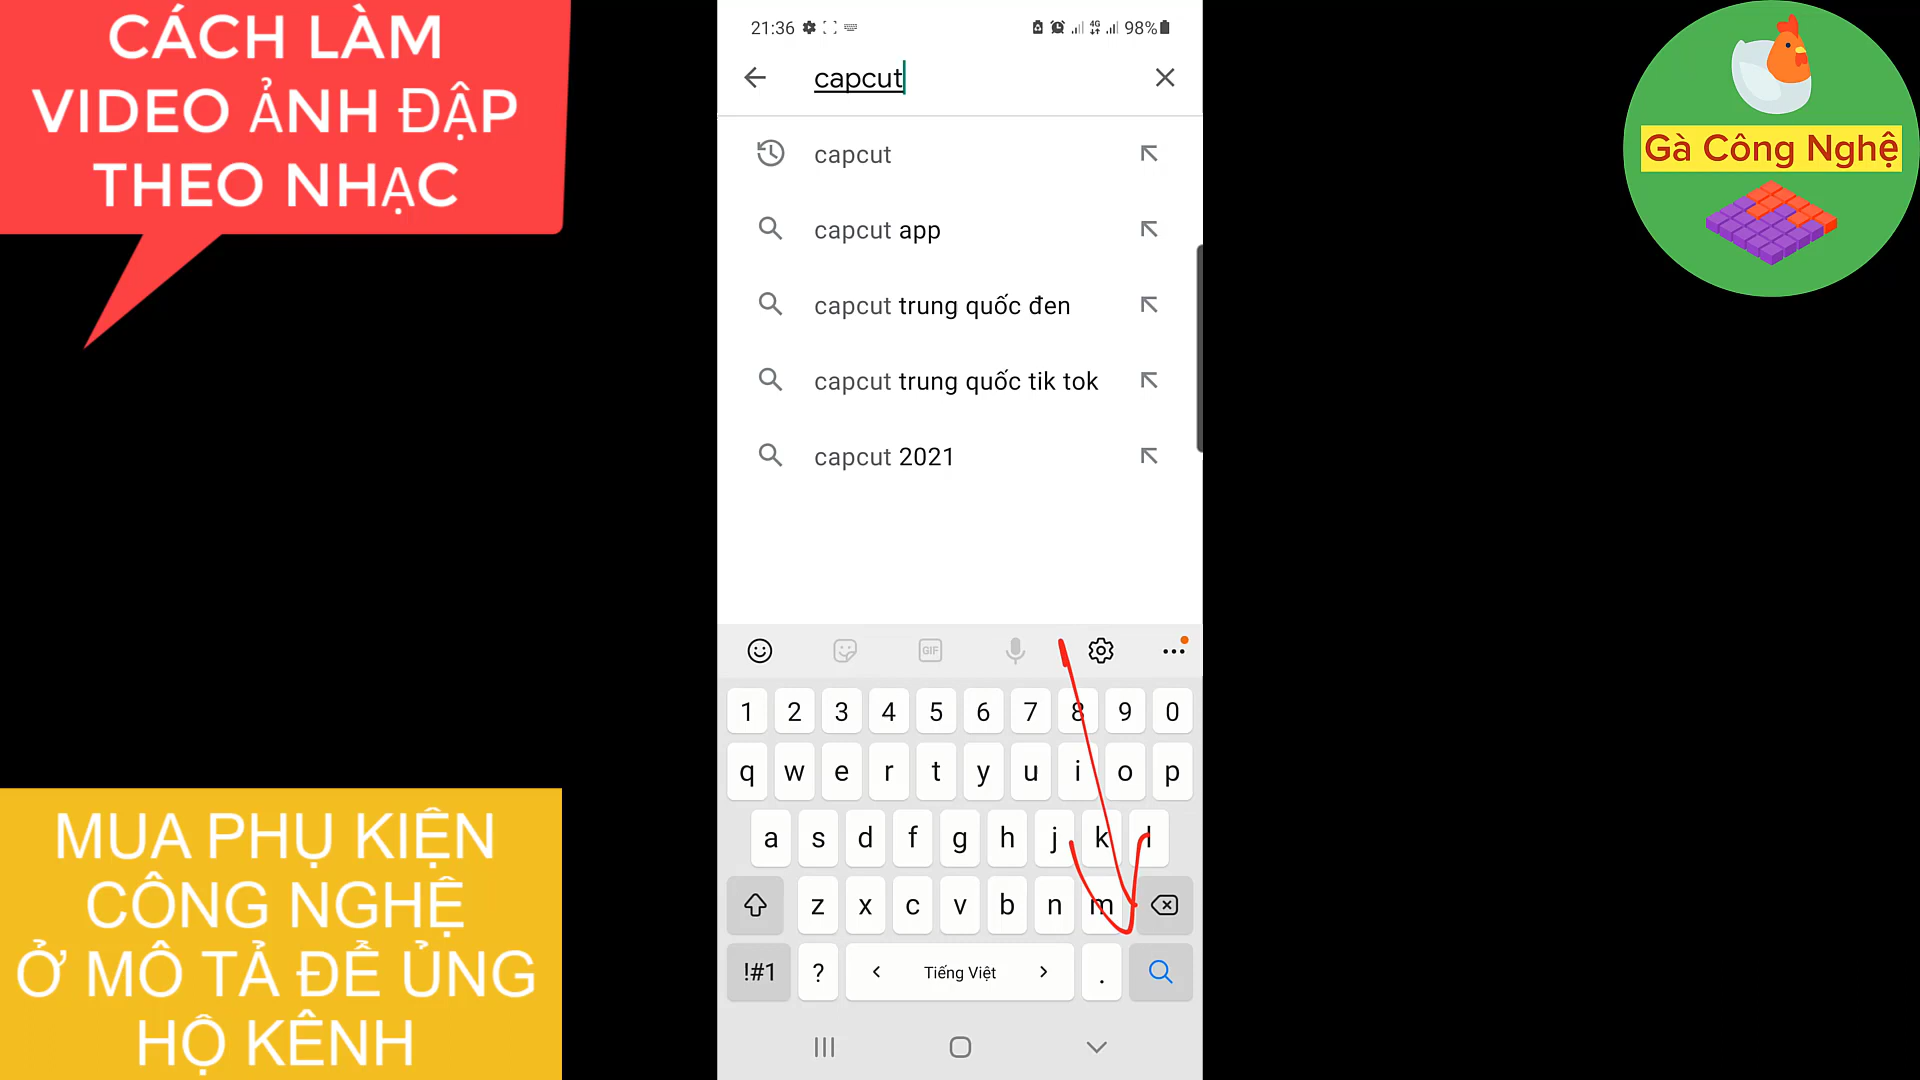 CÁCH LÀM
VIDEO ẢNH ĐẬP
THEO NHẠC
21:36
4G
98%
capcut
capcut
capcut app
capcut trung quốc đen
capcut trung quốc tik tok
capcut 2021
GIF
1 2 3 4 5 6 7 8 9 0
q w e r t y u i o p
a s d f g h j k l
z x c v b n m
!#1 ? < Tiếng Việt > .
Gà Công Nghệ
MUA PHỤ KIỆN
CÔNG NGHỆ
Ở MÔ TẢ ĐỂ ỦNG
HỘ KÊNH